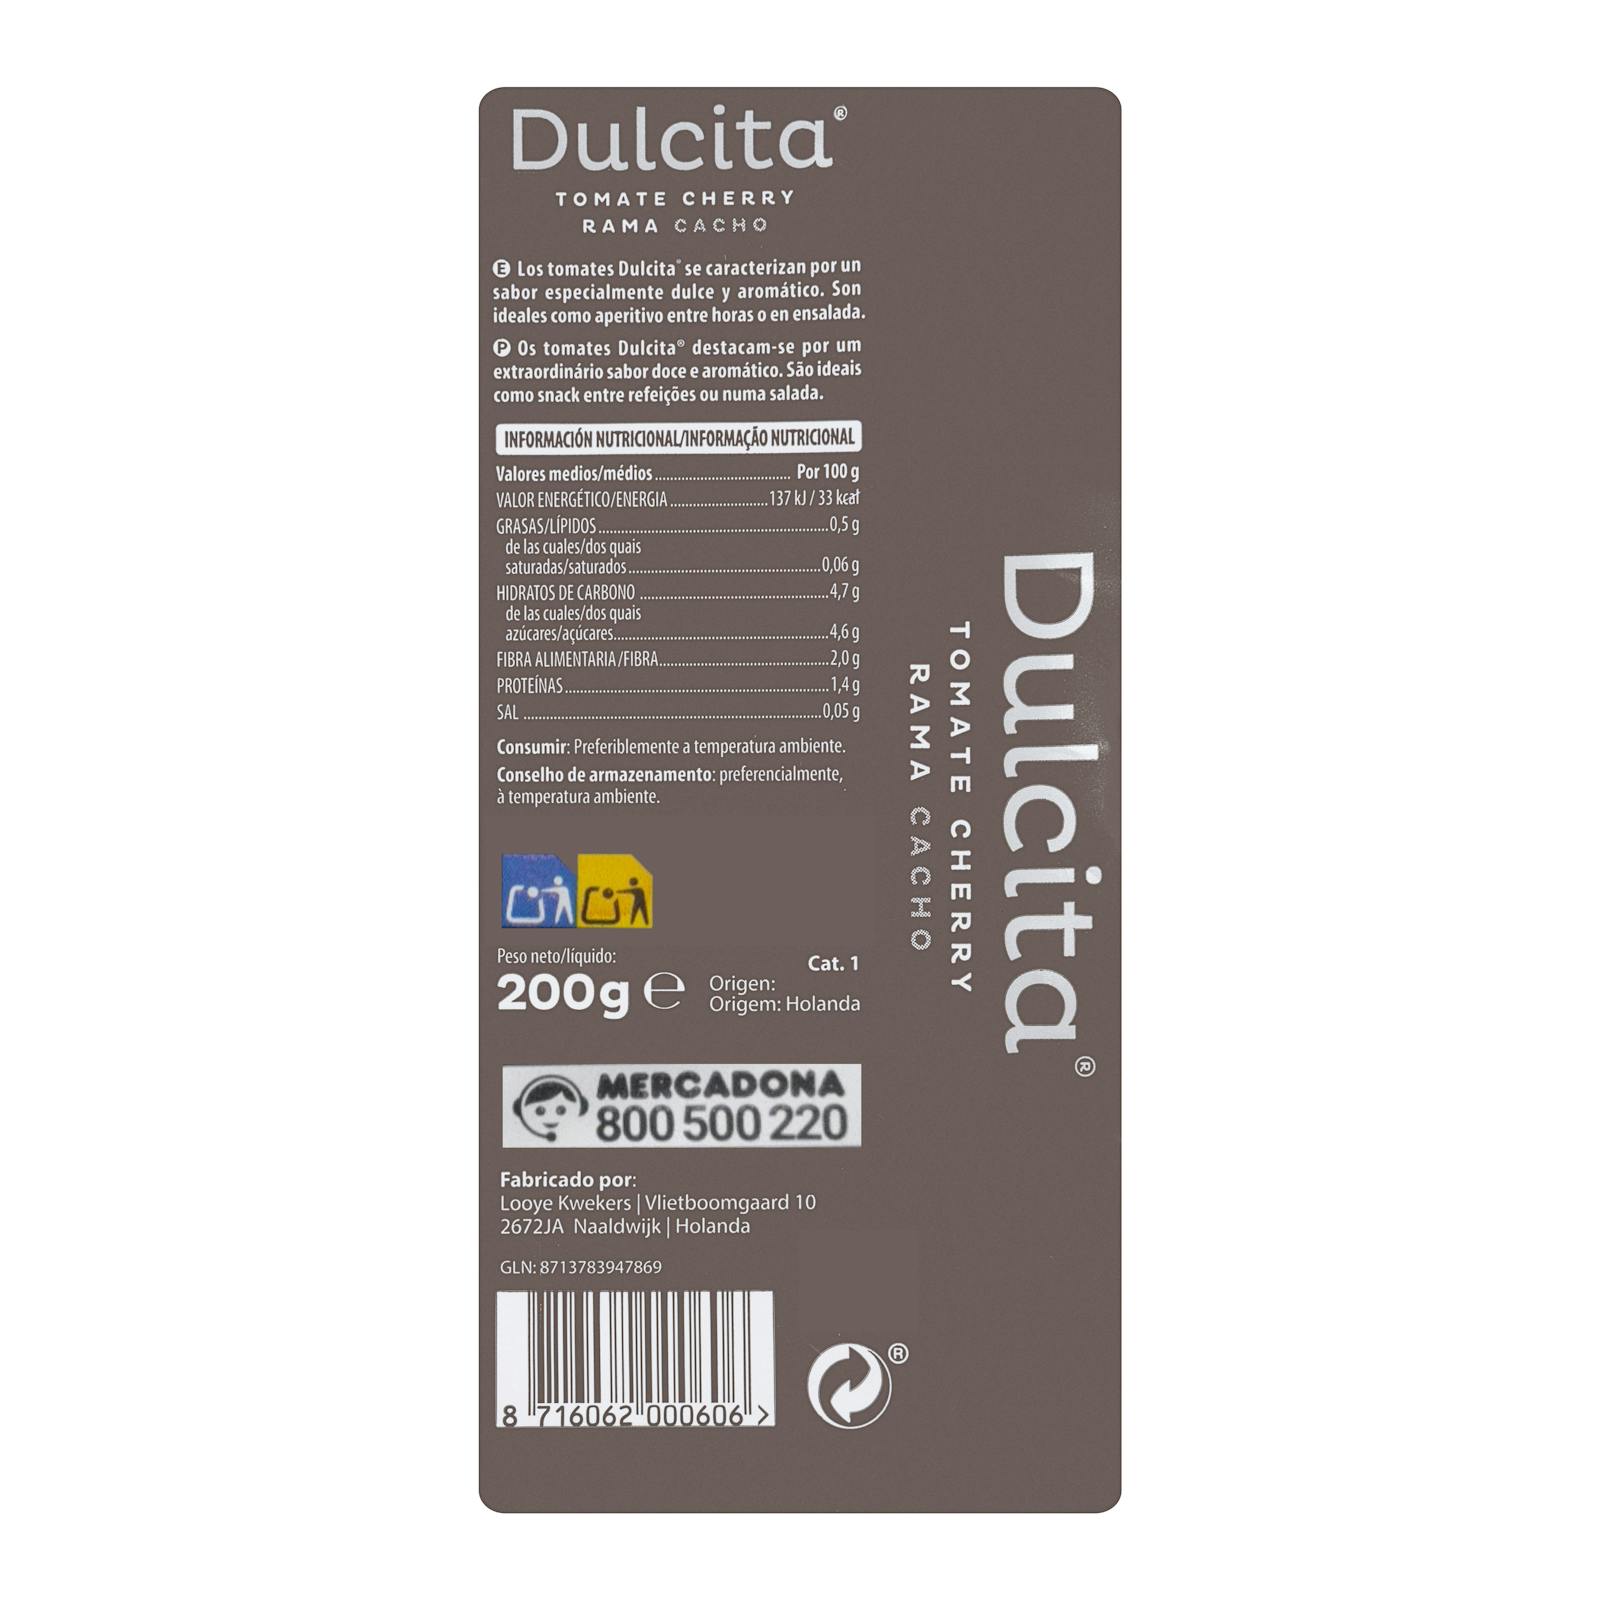 Dulcita®
TOMATE CHERRY
RAMA CACHO
E Los tomates Dulcita® se caracterizan por un
sabor especialmente dulce y aromático. Son
ideales como aperitivo entre horas o en ensalada.
P Os tomates Dulcita® destacam-se por um
extraordinário sabor doce e aromático. São ideais
como snack entre refeições ou numa salada.
INFORMACIÓN NUTRICIONAL/INFORMAÇÃO NUTRICIONAL
Valores medios/médios .......... Por 100 g
VALOR ENERGÉTICO/ENERGIA .......... 137 kJ / 33 kcal
GRASAS/LÍPIDOS .......... 0,5 g
de las cuales/dos quais
saturadas/saturados .......... 0,06 g
HIDRATOS DE CARBONO .......... 4,7 g
de las cuales/dos quais
azúcares/açúcares .......... 4,6 g
FIBRA ALIMENTARIA/FIBRA .......... 2,0 g
PROTEÍNAS .......... 1,4 g
SAL .......... 0,05 g
Consumir: Preferiblemente a temperatura ambiente.
Conselho de armazenamento: preferencialmente,
à temperatura ambiente.
Peso neto/líquido:
200g ℮
Cat. 1
Origen:
Origem: Holanda
MERCADONA
800 500 220
Fabricado por:
Looye Kwekers | Vlietboomgaard 10
2672JA Naaldwijk | Holanda
GLN: 8713783947869
8 716062 000606 >
®
Dulcita®
TOMATE CHERRY
RAMA CACHO